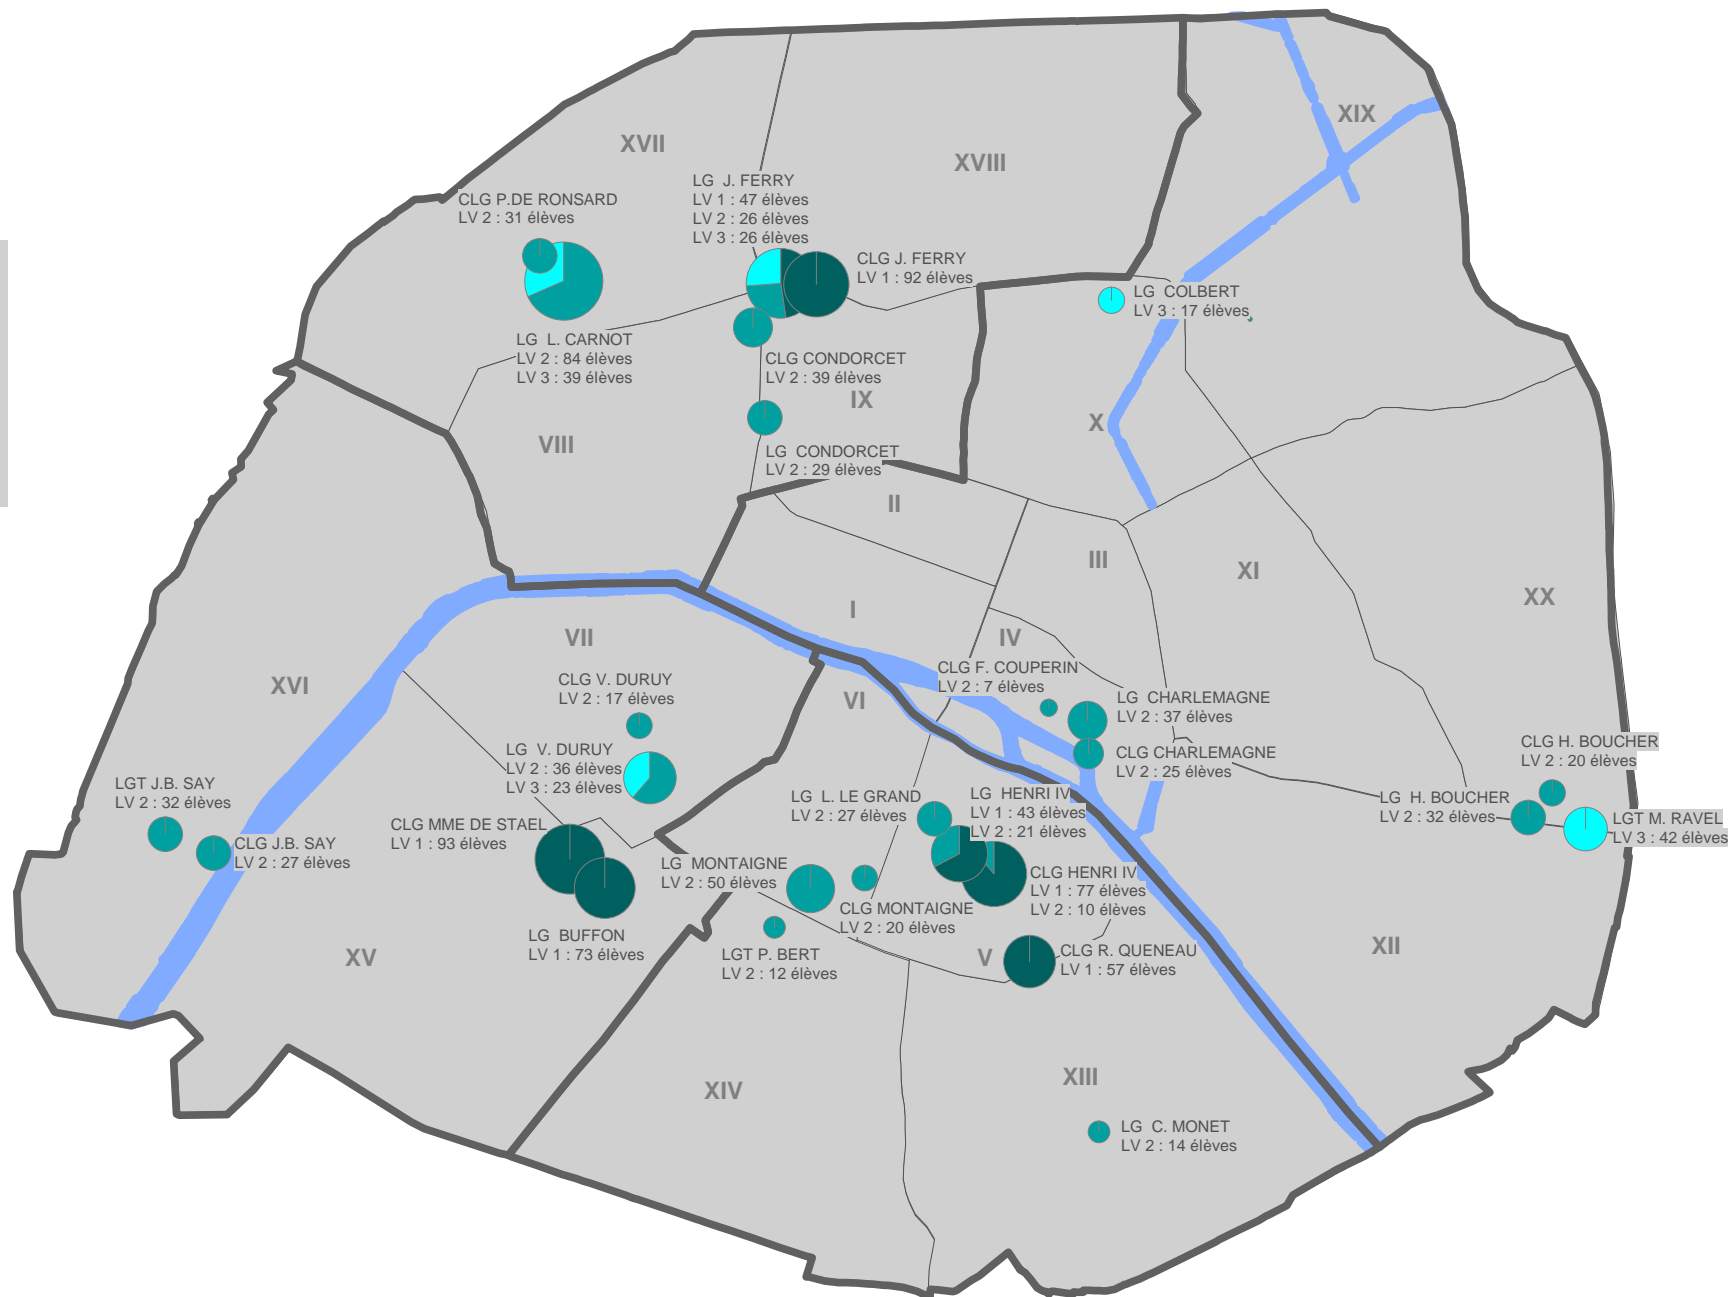 XIX
XVII
XVIII
LG J. FERRY
LV 1 : 47 élèves
LV 2 : 26 élèves
LV 3 : 26 élèves
CLG P.DE RONSARD
LV 2 : 31 élèves
CLG J. FERRY
LV 1 : 92 élèves
LG COLBERT
LV 3 : 17 élèves
LG L. CARNOT
LV 2 : 84 élèves
LV 3 : 39 élèves
CLG CONDORCET
LV 2 : 39 élèves
IX
X
VIII
LG CONDORCET
LV 2 : 29 élèves
II
III
XI
XX
I
IV
VII
CLG F. COUPERIN
LV 2 : 7 élèves
XVI
CLG V. DURUY
LV 2 : 17 élèves
VI
LG CHARLEMAGNE
LV 2 : 37 élèves
LG V. DURUY
LV 2 : 36 élèves
LV 3 : 23 élèves
CLG CHARLEMAGNE
LV 2 : 25 élèves
CLG H. BOUCHER
LV 2 : 20 élèves
LGT J.B. SAY
LV 2 : 32 élèves
LG L. LE GRAND
LV 2 : 27 élèves
LG HENRI IV
LV 1 : 43 élèves
LV 2 : 21 élèves
LG H. BOUCHER
LV 2 : 32 élèves
LGT M. RAVEL
LV 3 : 42 élèves
CLG MME DE STAEL
LV 1 : 93 élèves
CLG J.B. SAY
LV 2 : 27 élèves
LG MONTAIGNE
LV 2 : 50 élèves
CLG HENRI IV
LV 1 : 77 élèves
LV 2 : 10 élèves
CLG MONTAIGNE
LV 2 : 20 élèves
LG BUFFON
LV 1 : 73 élèves
XV
LGT P. BERT
LV 2 : 12 élèves
V
CLG R. QUENEAU
LV 1 : 57 élèves
XII
XIV
XIII
LG C. MONET
LV 2 : 14 élèves